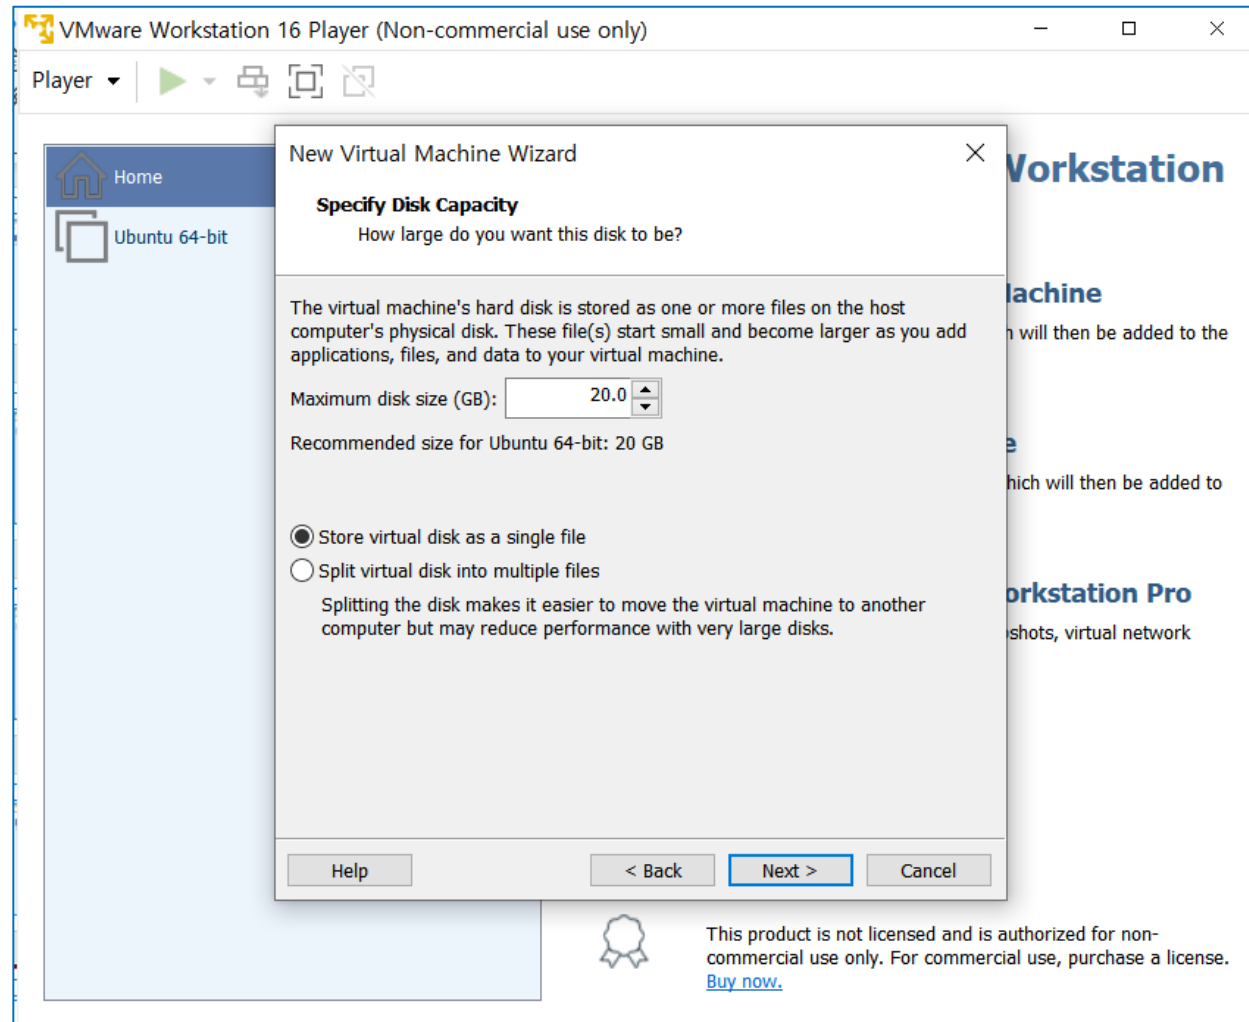 VMware Workstation 16 Player (Non-commercial use only)
Player
Home
Ubuntu 64-bit
New Virtual Machine Wizard
Specify Disk Capacity
How large do you want this disk to be?
The virtual machine's hard disk is stored as one or more files on the host
computer's physical disk. These file(s) start small and become larger as you add
applications, files, and data to your virtual machine.
Maximum disk size (GB): 20.0
Recommended size for Ubuntu 64-bit: 20 GB
Store virtual disk as a single file
Split virtual disk into multiple files
Splitting the disk makes it easier to move the virtual machine to another
computer but may reduce performance with very large disks.
Help
< Back
Next >
Cancel
Workstation
achine
will then be added to the
e
hich will then be added to
orkstation Pro
shots, virtual network
This product is not licensed and is authorized for non-
commercial use only. For commercial use, purchase a license.
Buy now.